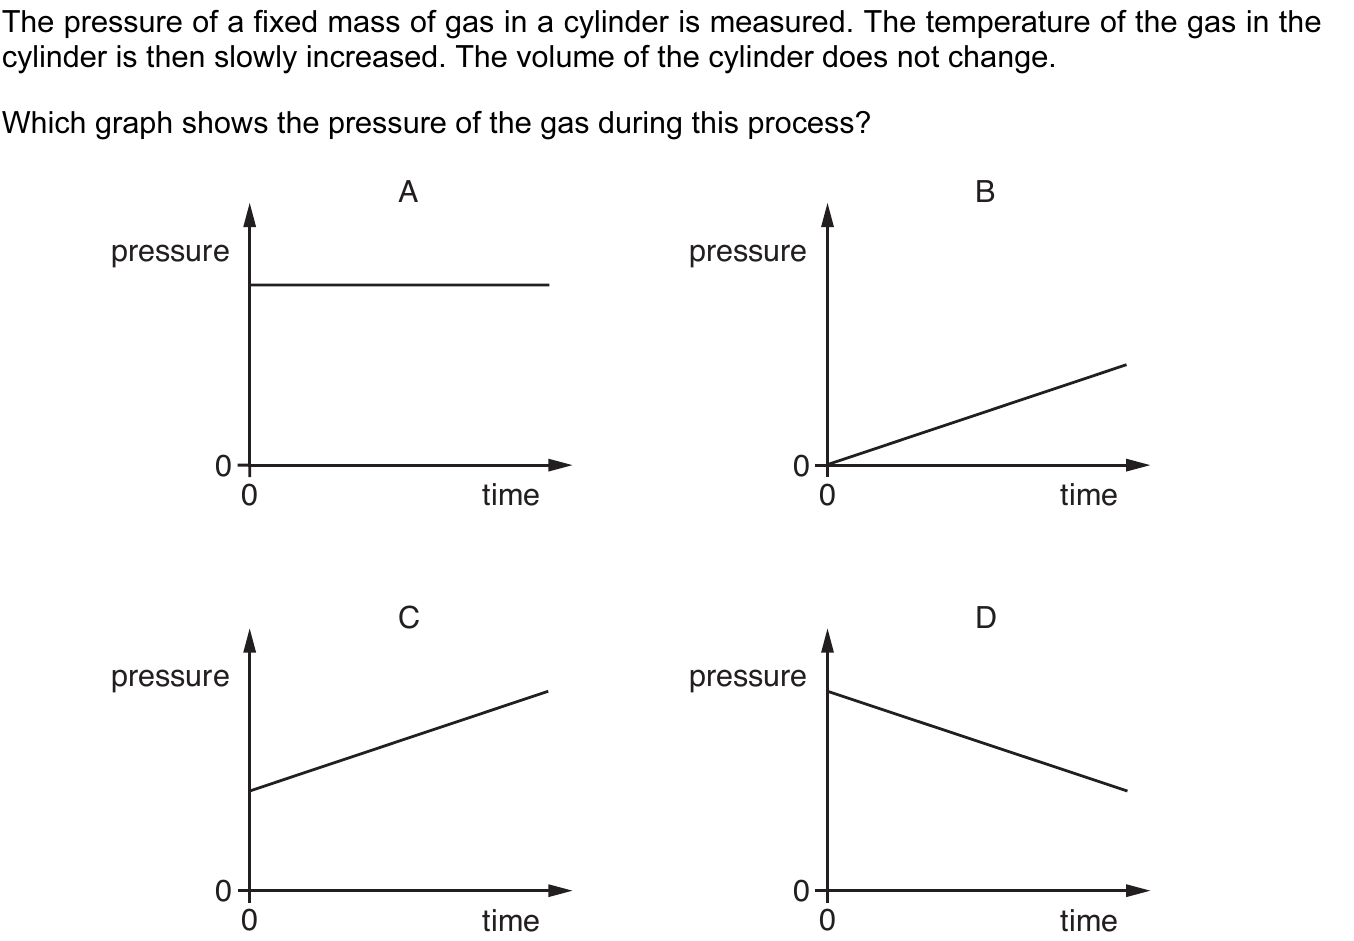 The pressure of a fixed mass of gas in a cylinder is measured. The temperature of the gas in the
cylinder is then slowly increased. The volume of the cylinder does not change.
Which graph shows the pressure of the gas during this process?
A
pressure
0
0
time
B
pressure
0
0
time
C
pressure
0
0
time
D
pressure
0
0
time